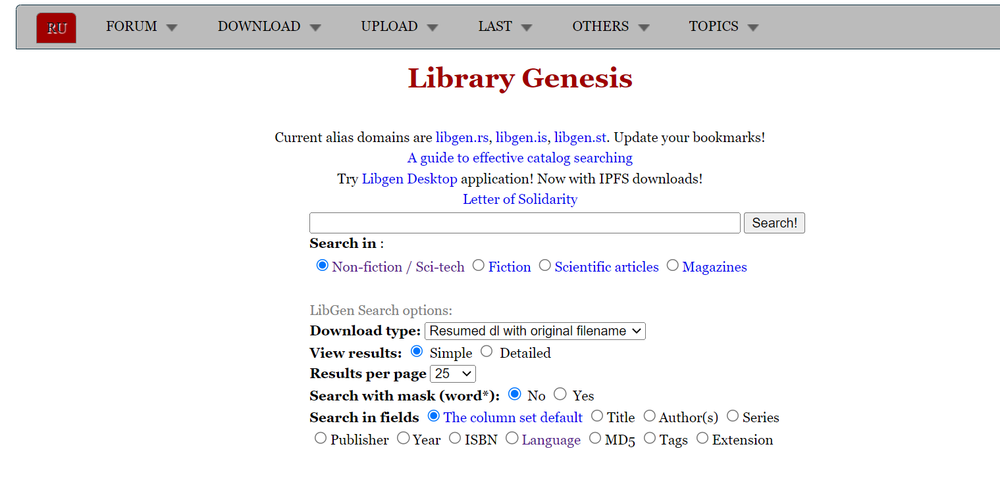 RU FORUM DOWNLOAD UPLOAD LAST OTHERS TOPICS
Library Genesis
Current alias domains are libgen.rs, libgen.is, libgen.st. Update your bookmarks!
A guide to effective catalog searching
Try Libgen Desktop application! Now with IPFS downloads!
Letter of Solidarity
Search!
Search in :
Non-fiction / Sci-tech Fiction Scientific articles Magazines
LibGen Search options:
Download type: Resumed dl with original filename
View results: Simple Detailed
Results per page 25
Search with mask (word*): No Yes
Search in fields The column set default Title Author(s) Series
Publisher Year ISBN Language MD5 Tags Extension